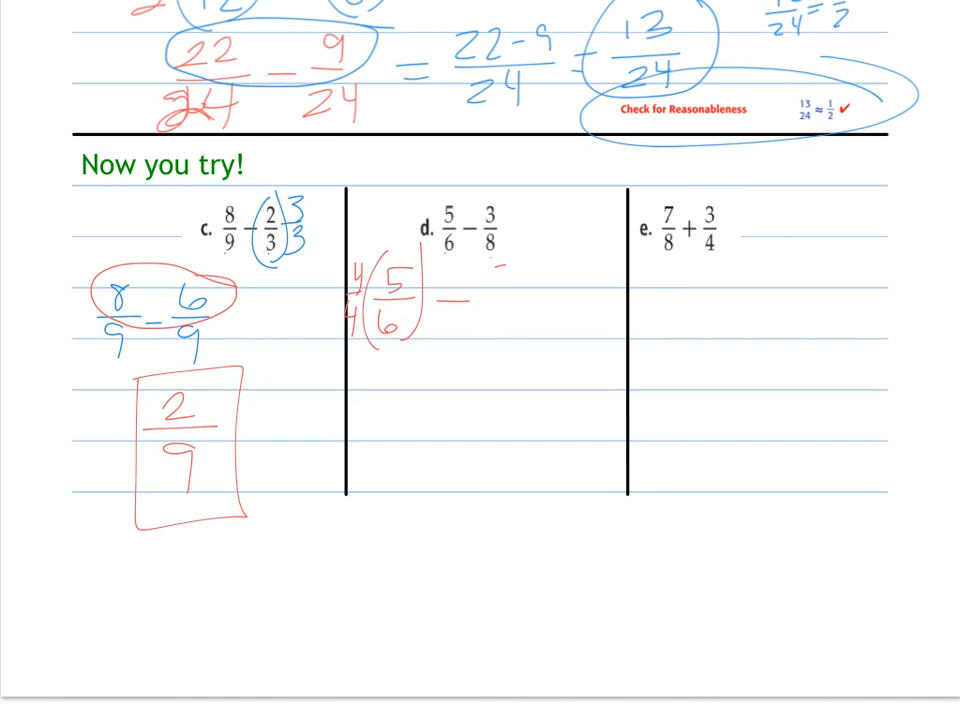 22/24 - 9/24 = 22-9/24 = 13/24
Check for Reasonableness 13/24 ≈ 1/2 ✔
Now you try!
c. 8/9 - (2/3) 3/3
8/9 - 6/9
2/9
d. 5/6 - 3/8
4/4 (5/6) -
e. 7/8 + 3/4